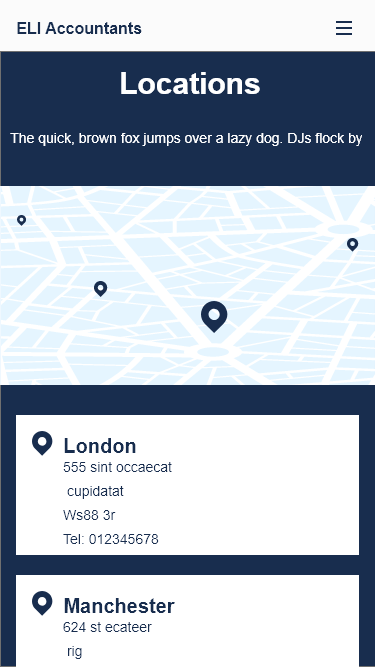 ELI Accountants
Locations
The quick, brown fox jumps over a lazy dog. DJs flock by
London
555 sint occaecat
cupidatat
Ws88 3r
Tel: 012345678
Manchester
624 st ecateer
rig